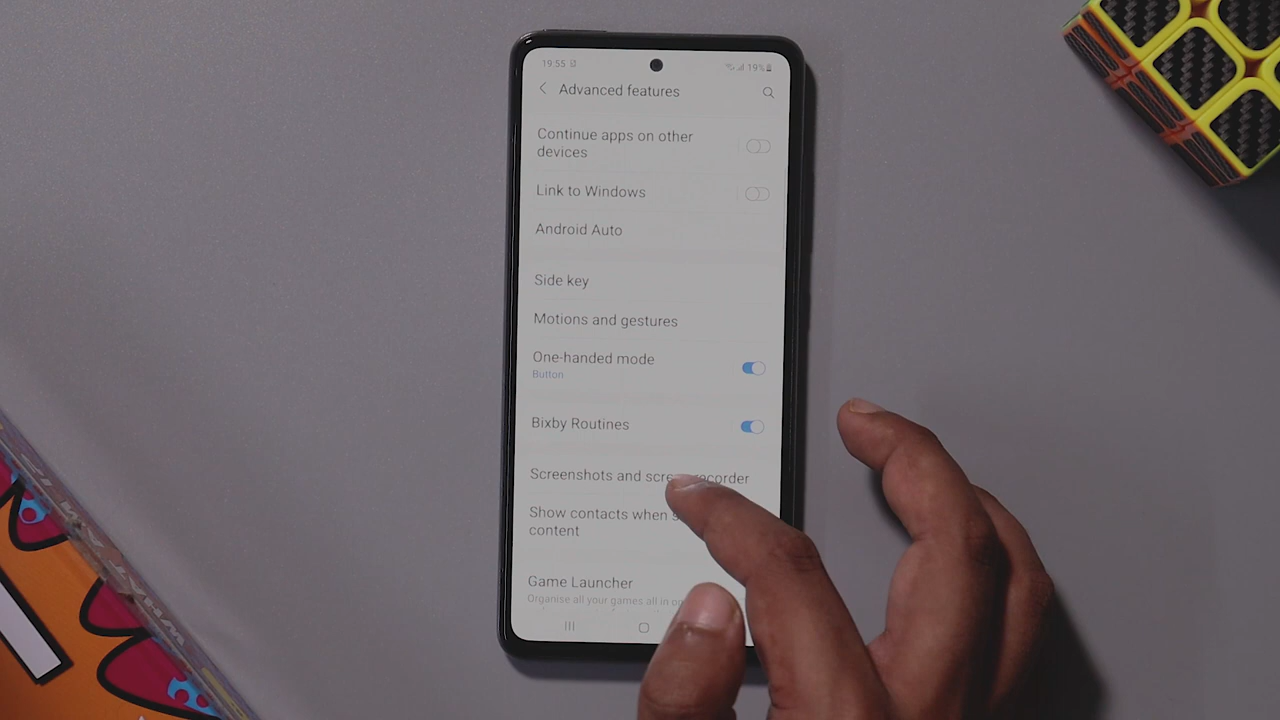 19:55
19%
Advanced features
Continue apps on other
devices
Link to Windows
Android Auto
Side key
Motions and gestures
One-handed mode
Button
Bixby Routines
Screenshots and screen recorder
Show contacts when
content
Game Launcher
Organise all your games all in